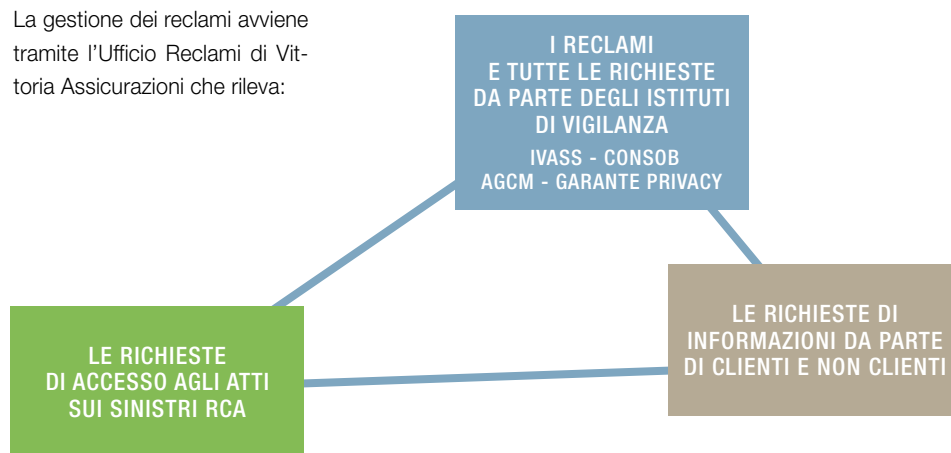 La gestione dei reclami avviene
tramite l’Ufficio Reclami di Vit-
toria Assicurazioni che rileva:
I RECLAMI
E TUTTE LE RICHIESTE
DA PARTE DEGLI ISTITUTI
DI VIGILANZA
IVASS - CONSOB
AGCM - GARANTE PRIVACY
LE RICHIESTE DI
INFORMAZIONI DA PARTE
DI CLIENTI E NON CLIENTI
LE RICHIESTE
DI ACCESSO AGLI ATTI
SUI SINISTRI RCA